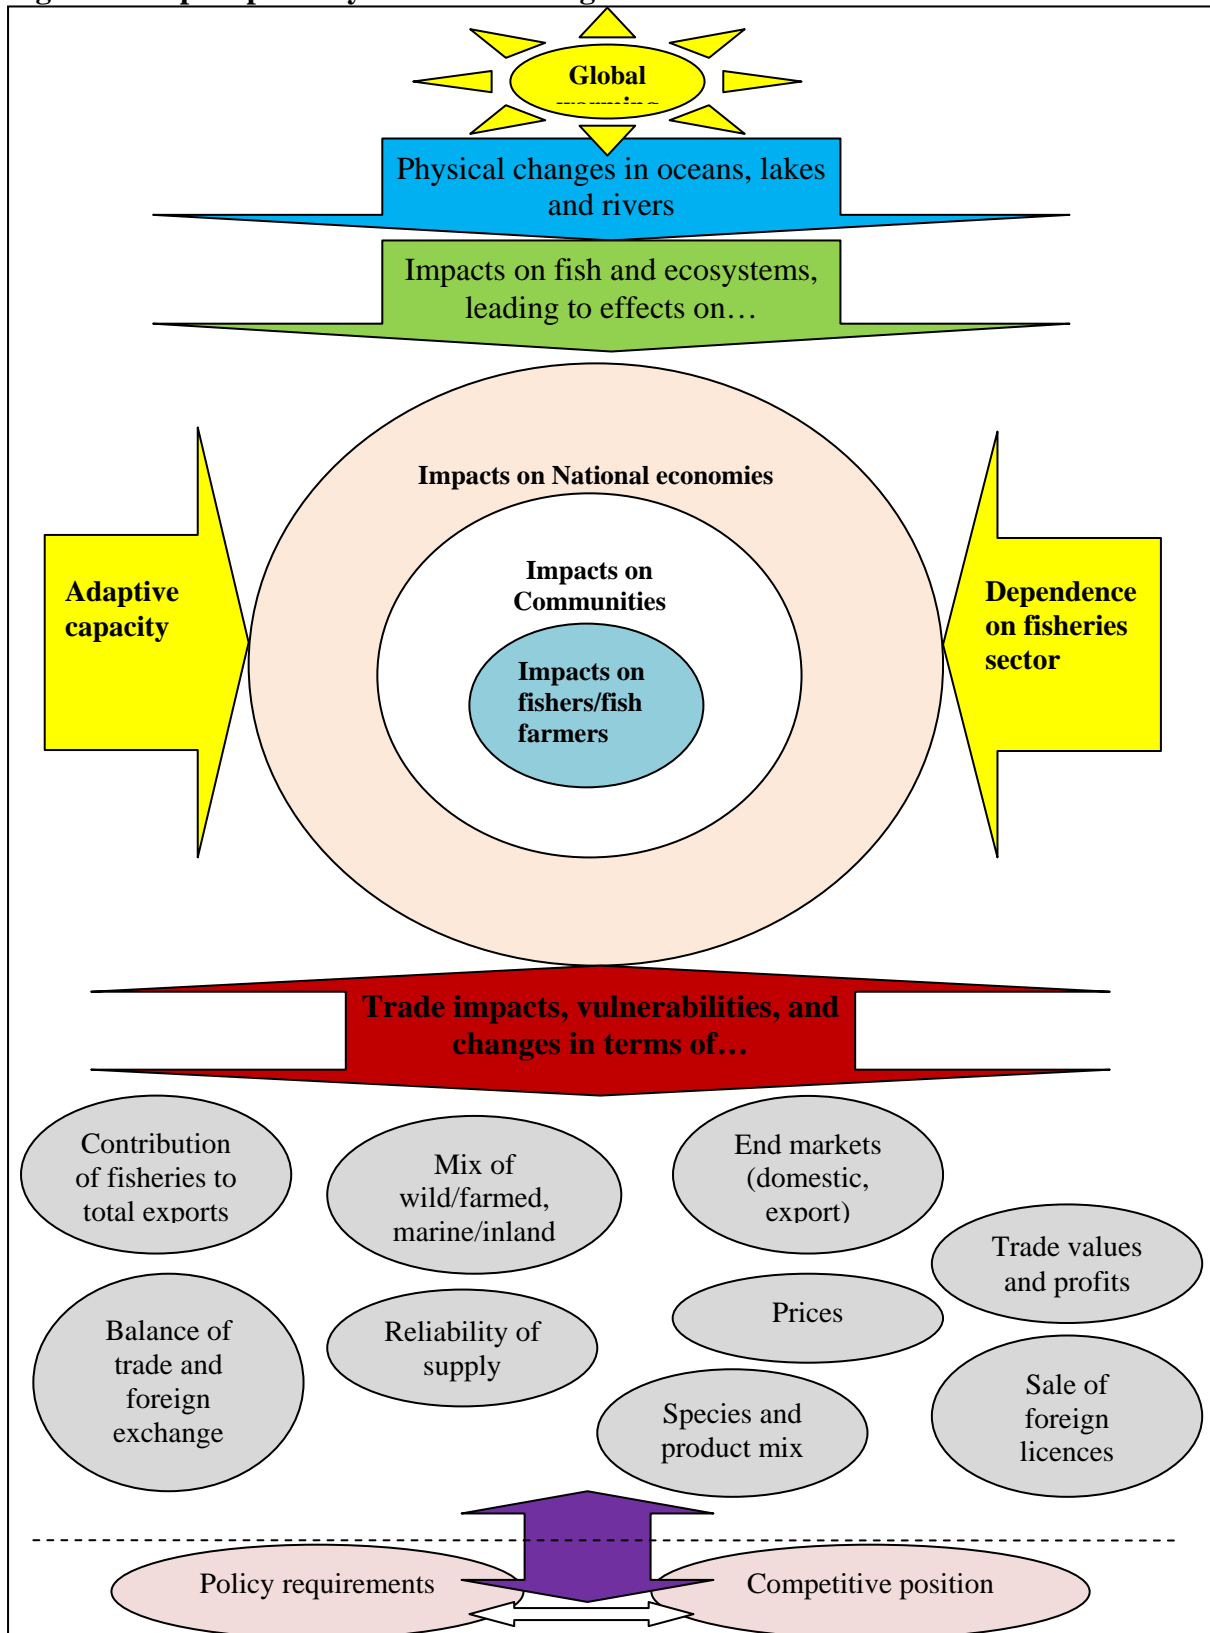 Global
warming
Physical changes in oceans, lakes
and rivers
Impacts on fish and ecosystems,
leading to effects on…
Impacts on National economies
Impacts on
Communities
Impacts on
fishers/fish
farmers
Adaptive
capacity
Dependence
on fisheries
sector
Trade impacts, vulnerabilities, and
changes in terms of…
Contribution
of fisheries to
total exports
Mix of
wild/farmed,
marine/inland
End markets
(domestic,
export)
Trade values
and profits
Balance of
trade and
foreign
exchange
Reliability of
supply
Prices
Species and
product mix
Sale of
foreign
licences
Policy requirements
Competitive position